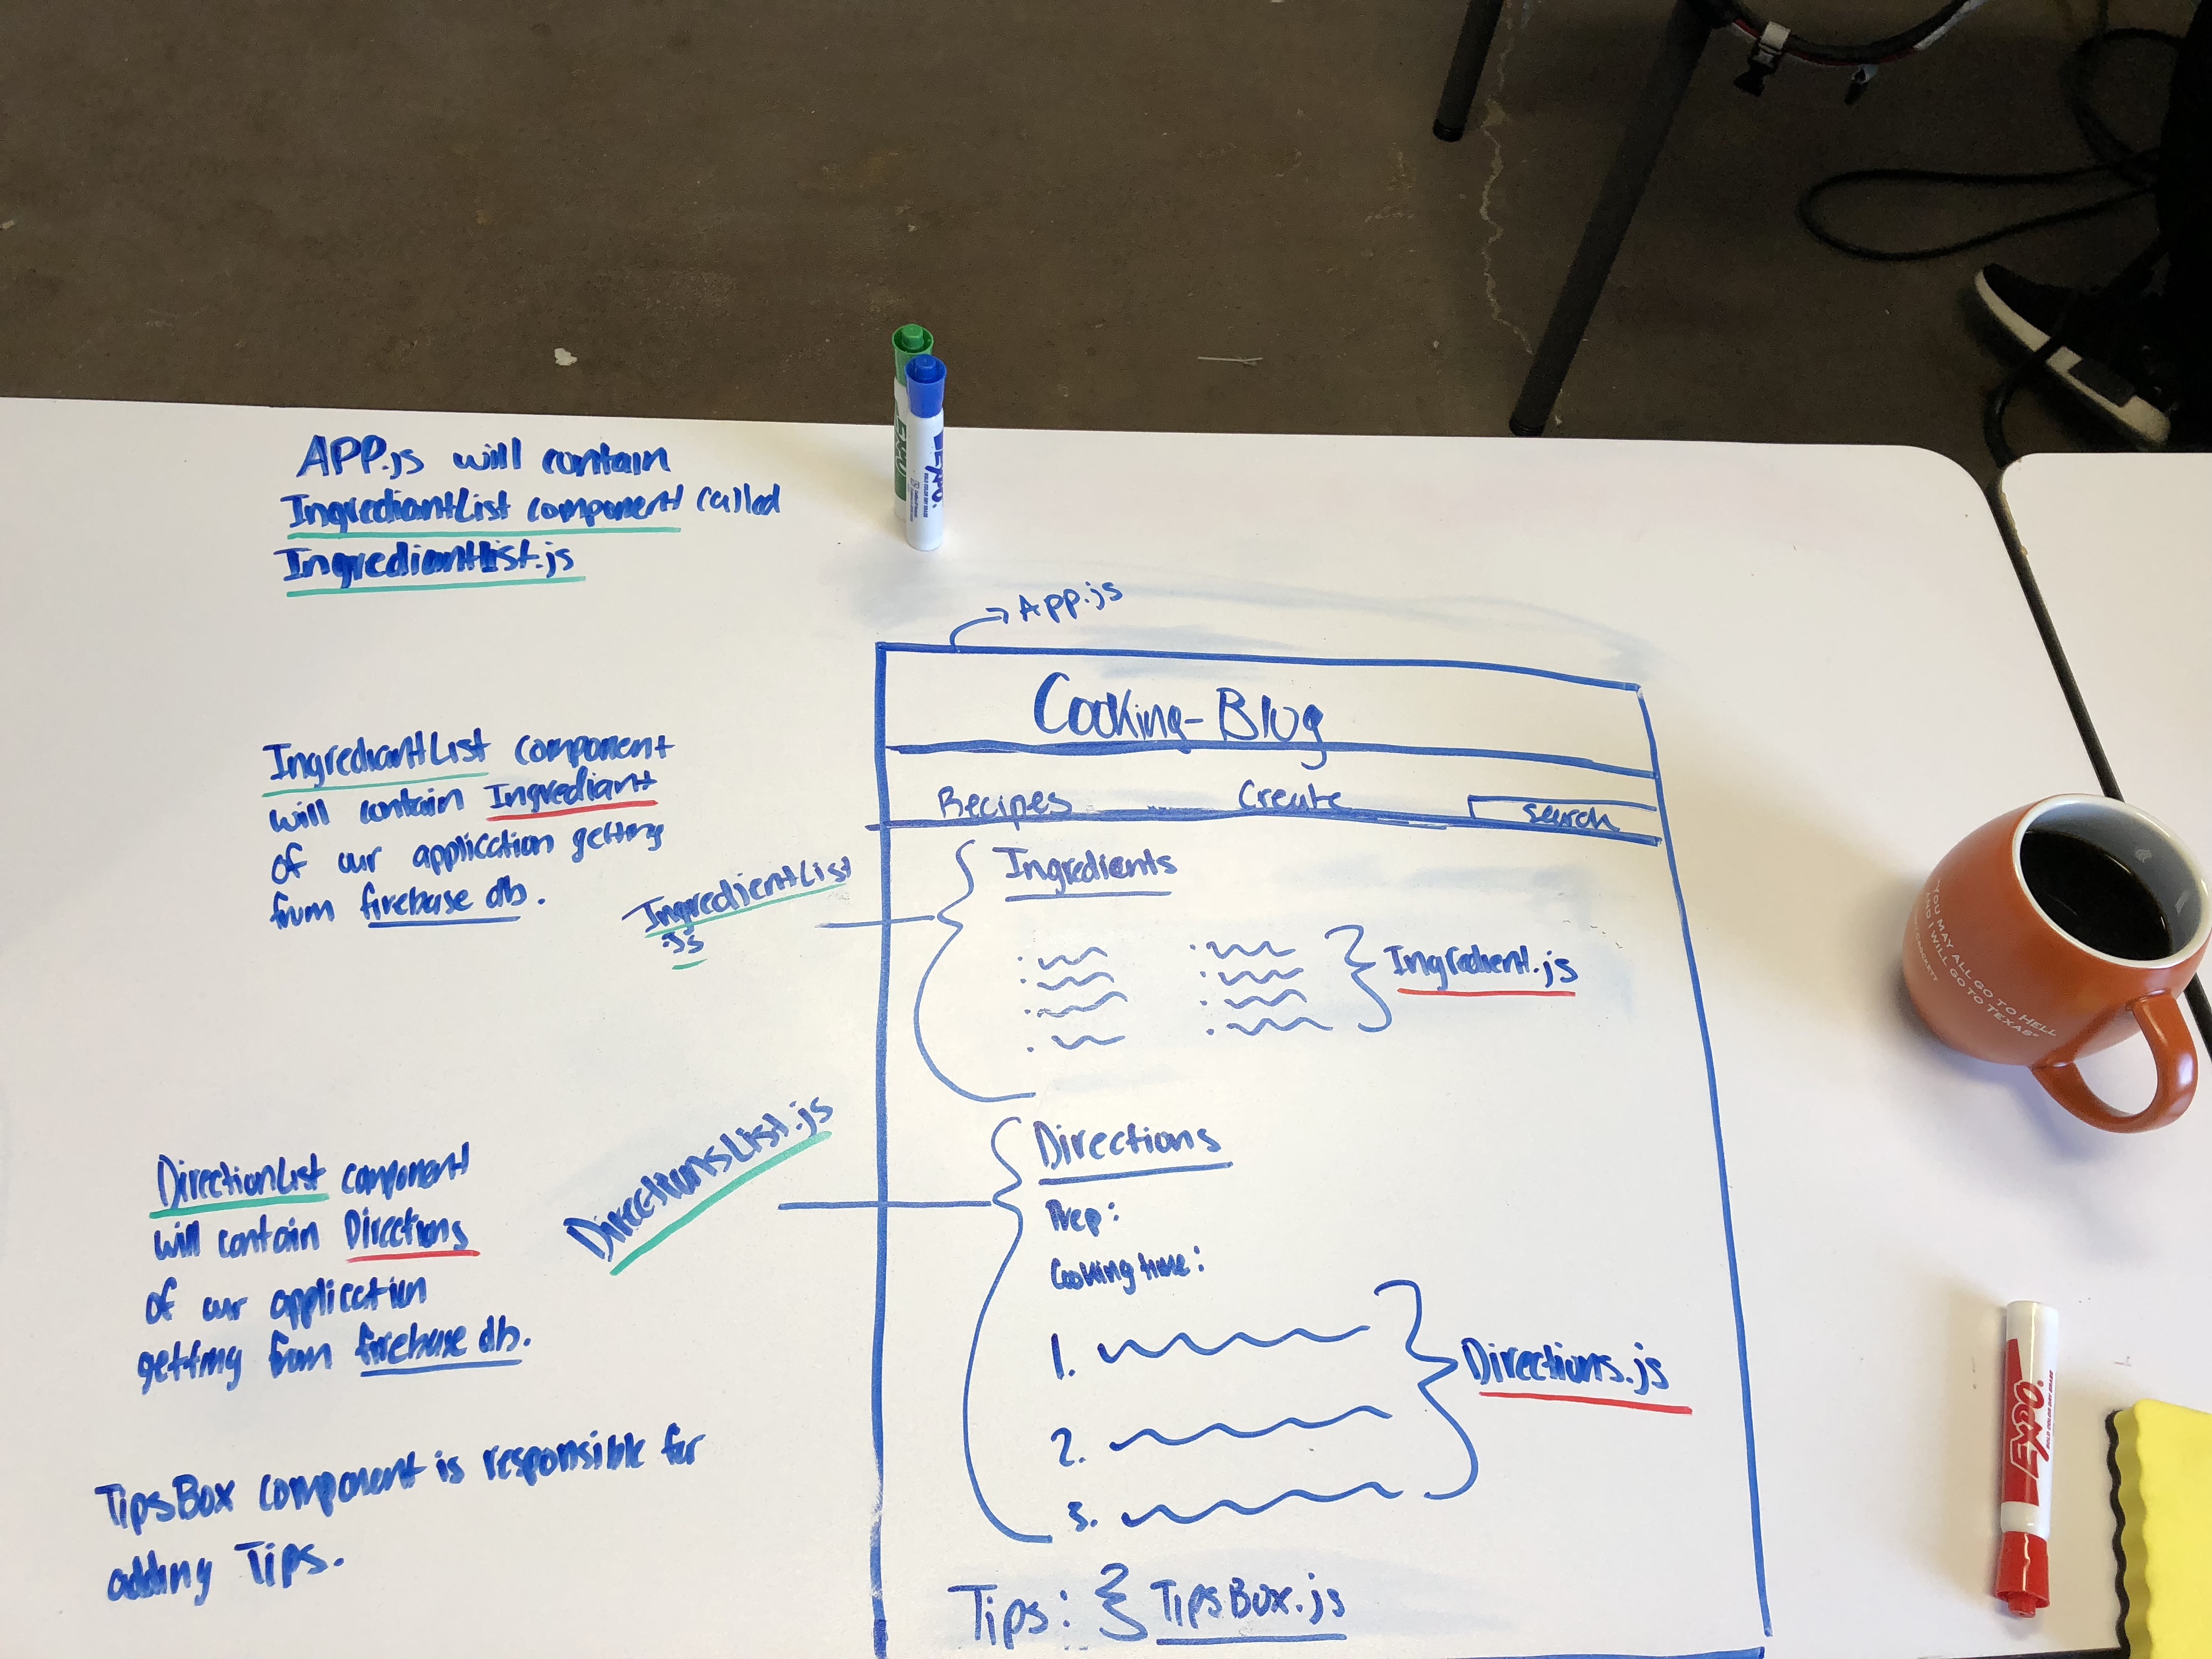 APP.js will contain
IngrediantList component called
IngrediantList.js
App.js
Cooking-Blog
Recipes Create search
IngrediantList component
will contain Ingrediant
of our application getting
from firebase db.
IngredientList
.js
Ingredients
Ingredient.js
DirectionsList.js
Directions
Prep:
Cooking time:
1.
2.
3.
Directions.js
DirectionList component
will contain Directions
of our application
getting from firebase db.
TipsBox component is responsible for
adding Tips.
Tips: TipsBox.js
EXPO
EXPO
EXPO
YOU MAY ALL GO TO HELL
AND I WILL GO TO TEXAS"